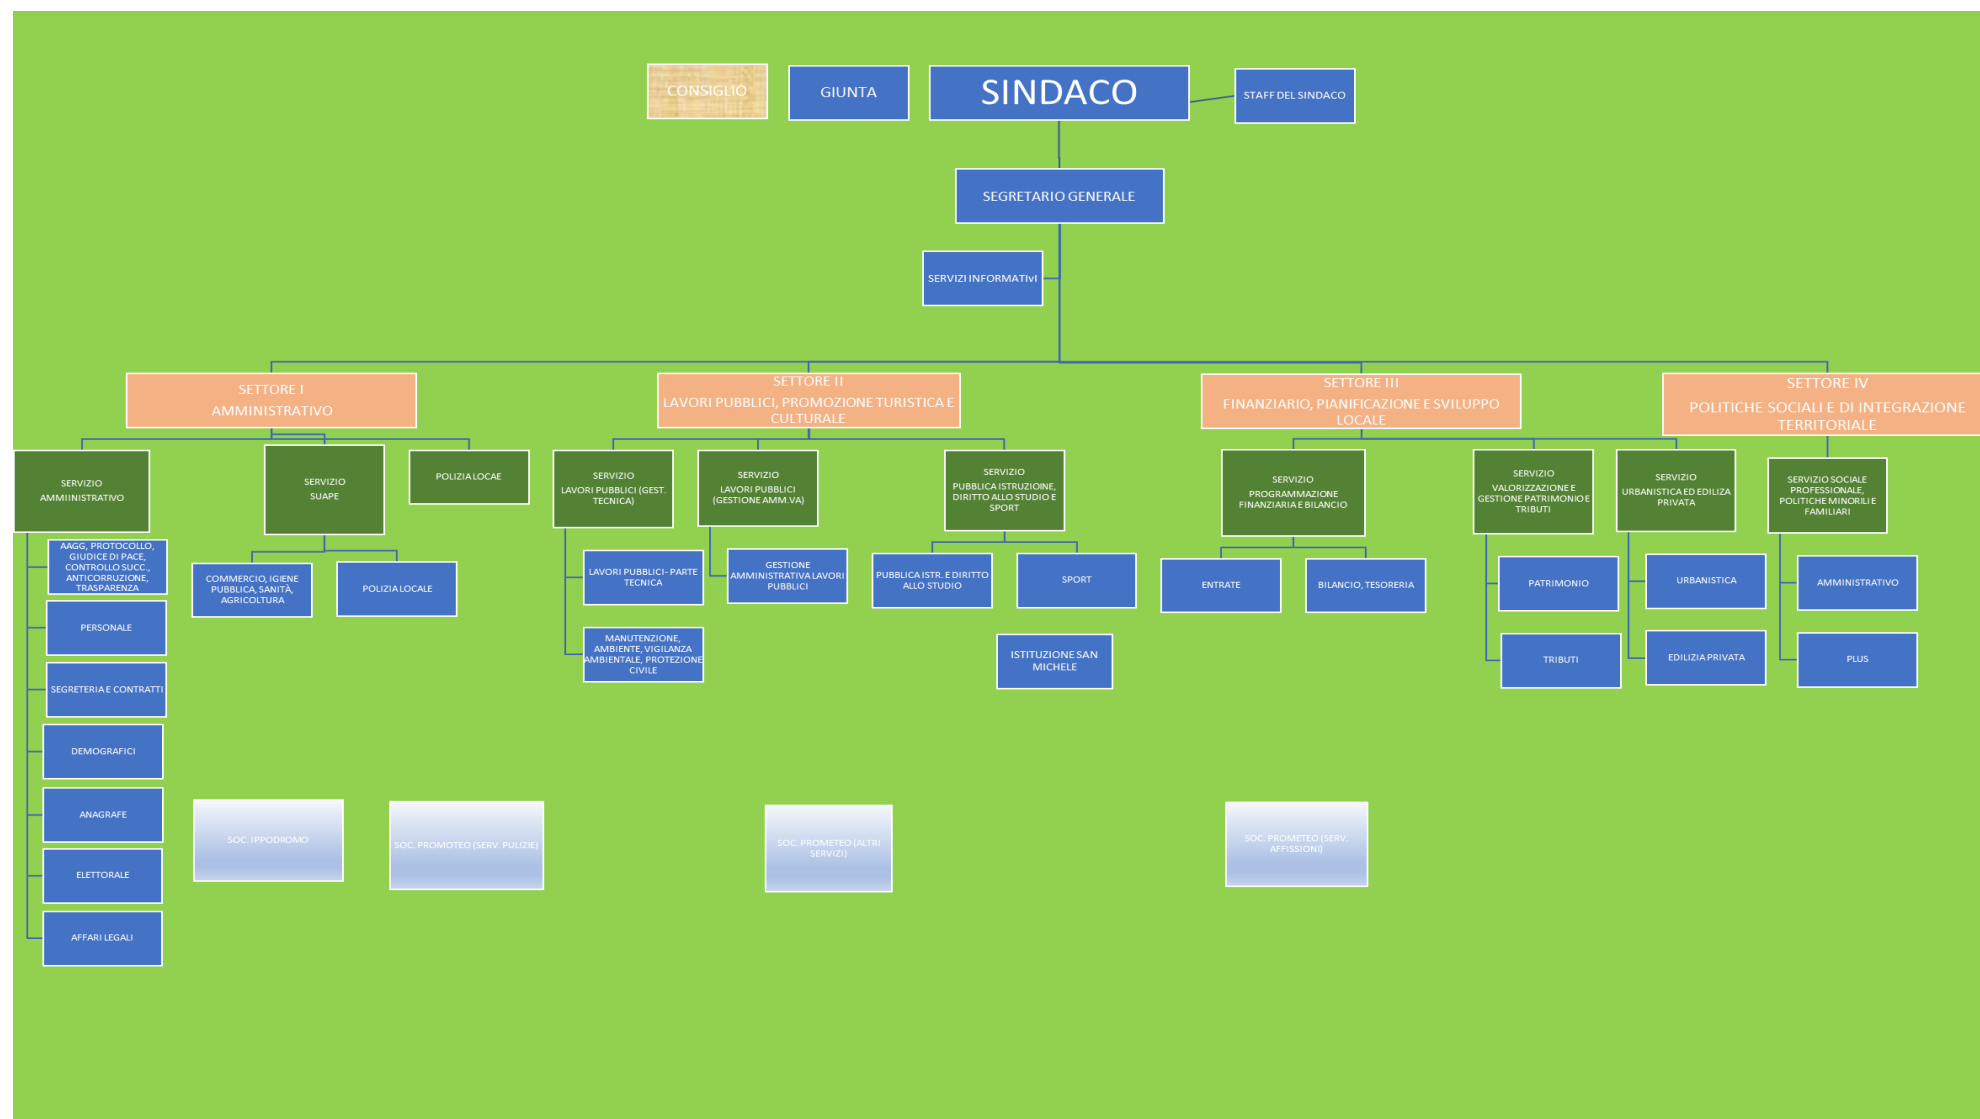 CONSIGLIO
GIUNTA
SINDACO
STAFF DEL SINDACO
SEGRETARIO GENERALE
SERVIZI INFORMATIvI
SETTORE I
AMMINISTRATIVO
SETTORE II
LAVORI PUBBLICI, PROMOZIONE TURISTICA E
CULTURALE
SETTORE III
FINANZIARIO, PIANIFICAZIONE E SVILUPPO
LOCALE
SETTORE IV
POLITICHE SOCIALI E DI INTEGRAZIONE
TERRITORIALE
SERVIZIO
AMMIINISTRATIVO
SERVIZIO
SUAPE
POLIZIA LOCAE
SERVIZIO
LAVORI PUBBLICI (GEST.
TECNICA)
SERVIZIO
LAVORI PUBBLICI
(GESTIONE AMM.VA)
SERVIZIO
PUBBLICA ISTRUZIOINE,
DIRITTO ALLO STUDIO E
SPORT
SERVIZIO
PROGRAMMAZIONE
FINANZIARIA E BILANCIO
SERVIZIO
VALORIZZAZIONE E
GESTIONE PATRIMONIO E
TRIBUTI
SERVIZIO
URBANISTICA ED EDILIZA
PRIVATA
SERVIZIO SOCIALE
PROFESSIONALE,
POLITICHE MINORILI E
FAMILIARI
AAGG, PROTOCOLLO,
GIUDICE DI PACE,
CONTROLLO SUCC.,
ANTICORRUZIONE,
TRASPARENZA
PERSONALE
SEGRETERIA E CONTRATTI
DEMOGRAFICI
ANAGRAFE
ELETTORALE
AFFARI LEGALI
COMMERCIO, IGIENE
PUBBLICA, SANITÀ,
AGRICOLTURA
POLIZIA LOCALE
LAVORI PUBBLICI- PARTE
TECNICA
MANUTENZIONE,
AMBIENTE, VIGILANZA
AMBIENTALE, PROTEZIONE
CIVILE
GESTIONE
AMMINISTRATIVA LAVORI
PUBBLICI
PUBBLICA ISTR. E DIRITTO
ALLO STUDIO
SPORT
ISTITUZIONE SAN
MICHELE
ENTRATE
BILANCIO, TESORERIA
PATRIMONIO
TRIBUTI
URBANISTICA
EDILIZIA PRIVATA
AMMINISTRATIVO
PLUS
SOC. IPPODROMO
SOC. PROMOTEO (SERV. PULIZIE)
SOC. PROMETEO (ALTRI
SERVIZI)
SOC. PROMETEO (SERV.
AFFISSIONI)